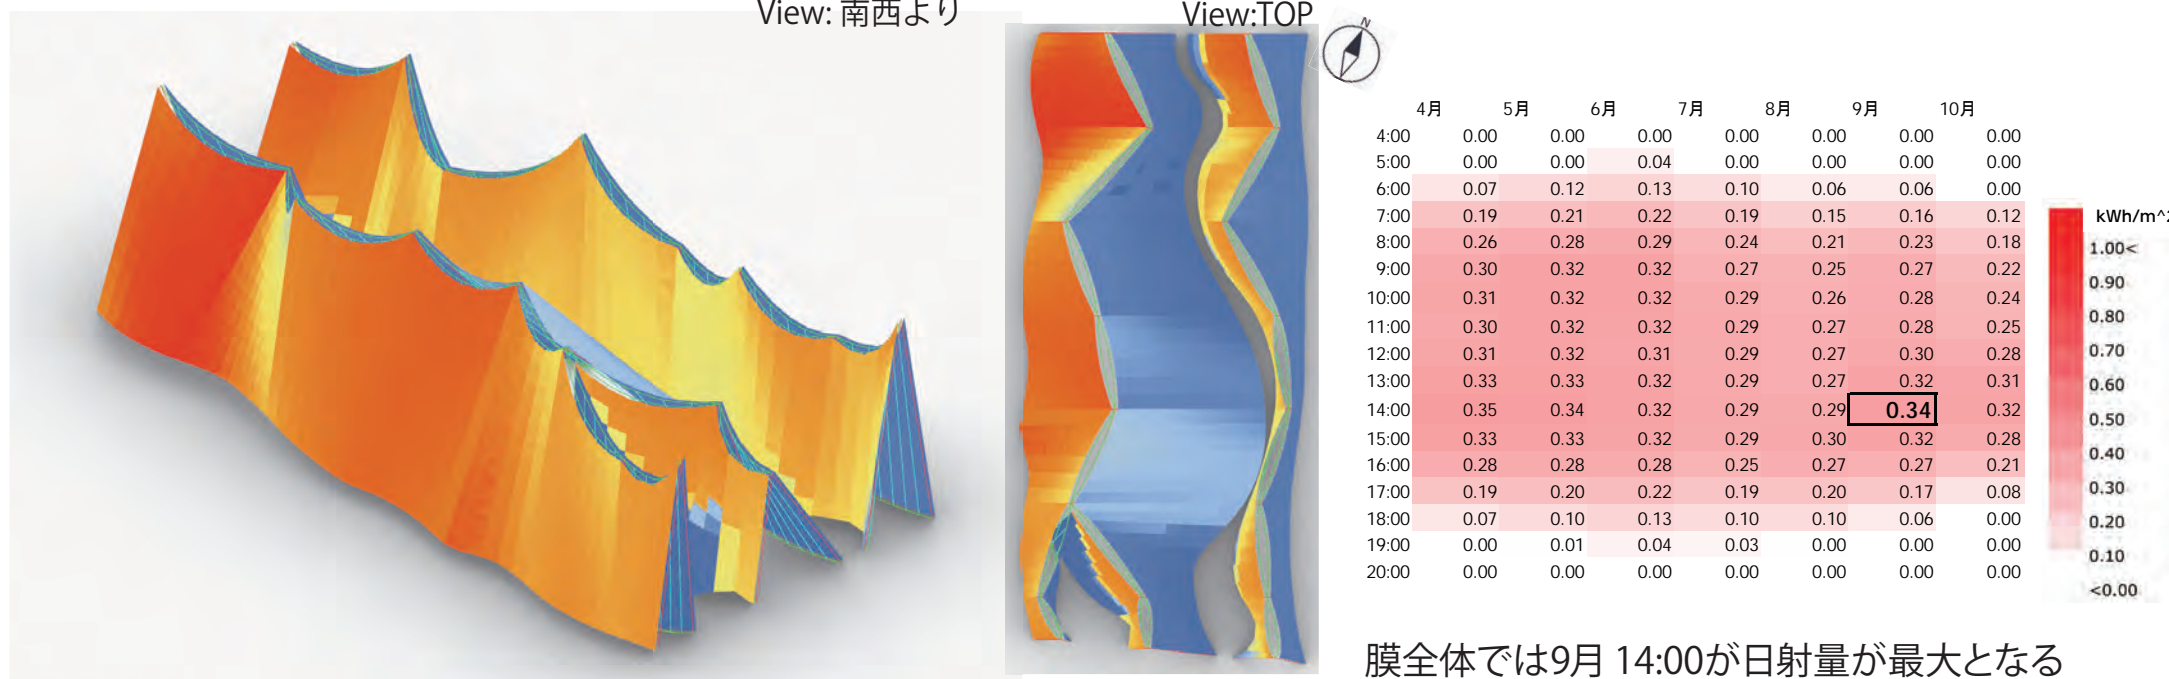 View: 南西より
View:TOP
N
4月 5月 6月 7月 8月 9月 10月
4:00 0.00 0.00 0.00 0.00 0.00 0.00 0.00
5:00 0.00 0.00 0.04 0.00 0.00 0.00 0.00
6:00 0.07 0.12 0.13 0.10 0.06 0.06 0.00
7:00 0.19 0.21 0.22 0.19 0.15 0.16 0.12
8:00 0.26 0.28 0.29 0.24 0.21 0.23 0.18
9:00 0.30 0.32 0.32 0.27 0.25 0.27 0.22
10:00 0.31 0.32 0.32 0.29 0.26 0.28 0.24
11:00 0.30 0.32 0.32 0.29 0.27 0.28 0.25
12:00 0.31 0.32 0.31 0.29 0.27 0.30 0.28
13:00 0.33 0.33 0.32 0.29 0.27 0.32 0.31
14:00 0.35 0.34 0.32 0.29 0.29 0.34 0.32
15:00 0.33 0.33 0.32 0.29 0.30 0.32 0.28
16:00 0.28 0.28 0.28 0.25 0.27 0.27 0.21
17:00 0.19 0.20 0.22 0.19 0.20 0.17 0.08
18:00 0.07 0.10 0.13 0.10 0.10 0.06 0.00
19:00 0.00 0.01 0.04 0.03 0.00 0.00 0.00
20:00 0.00 0.00 0.00 0.00 0.00 0.00 0.00
kWh/m^2
1.00<
0.90
0.80
0.70
0.60
0.50
0.40
0.30
0.20
0.10
<0.00
膜全体では9月 14:00が日射量が最大となる